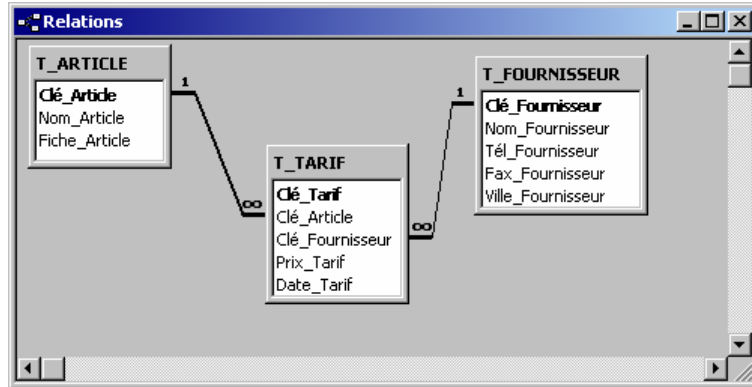 Relations
T_ARTICLE
Clé_Article
Nom_Article
Fiche_Article
1
∞
T_TARIF
Clé_Tarif
Clé_Article
Clé_Fournisseur
Prix_Tarif
Date_Tarif
1
∞
T_FOURNISSEUR
Clé_Fournisseur
Nom_Fournisseur
Tél_Fournisseur
Fax_Fournisseur
Ville_Fournisseur